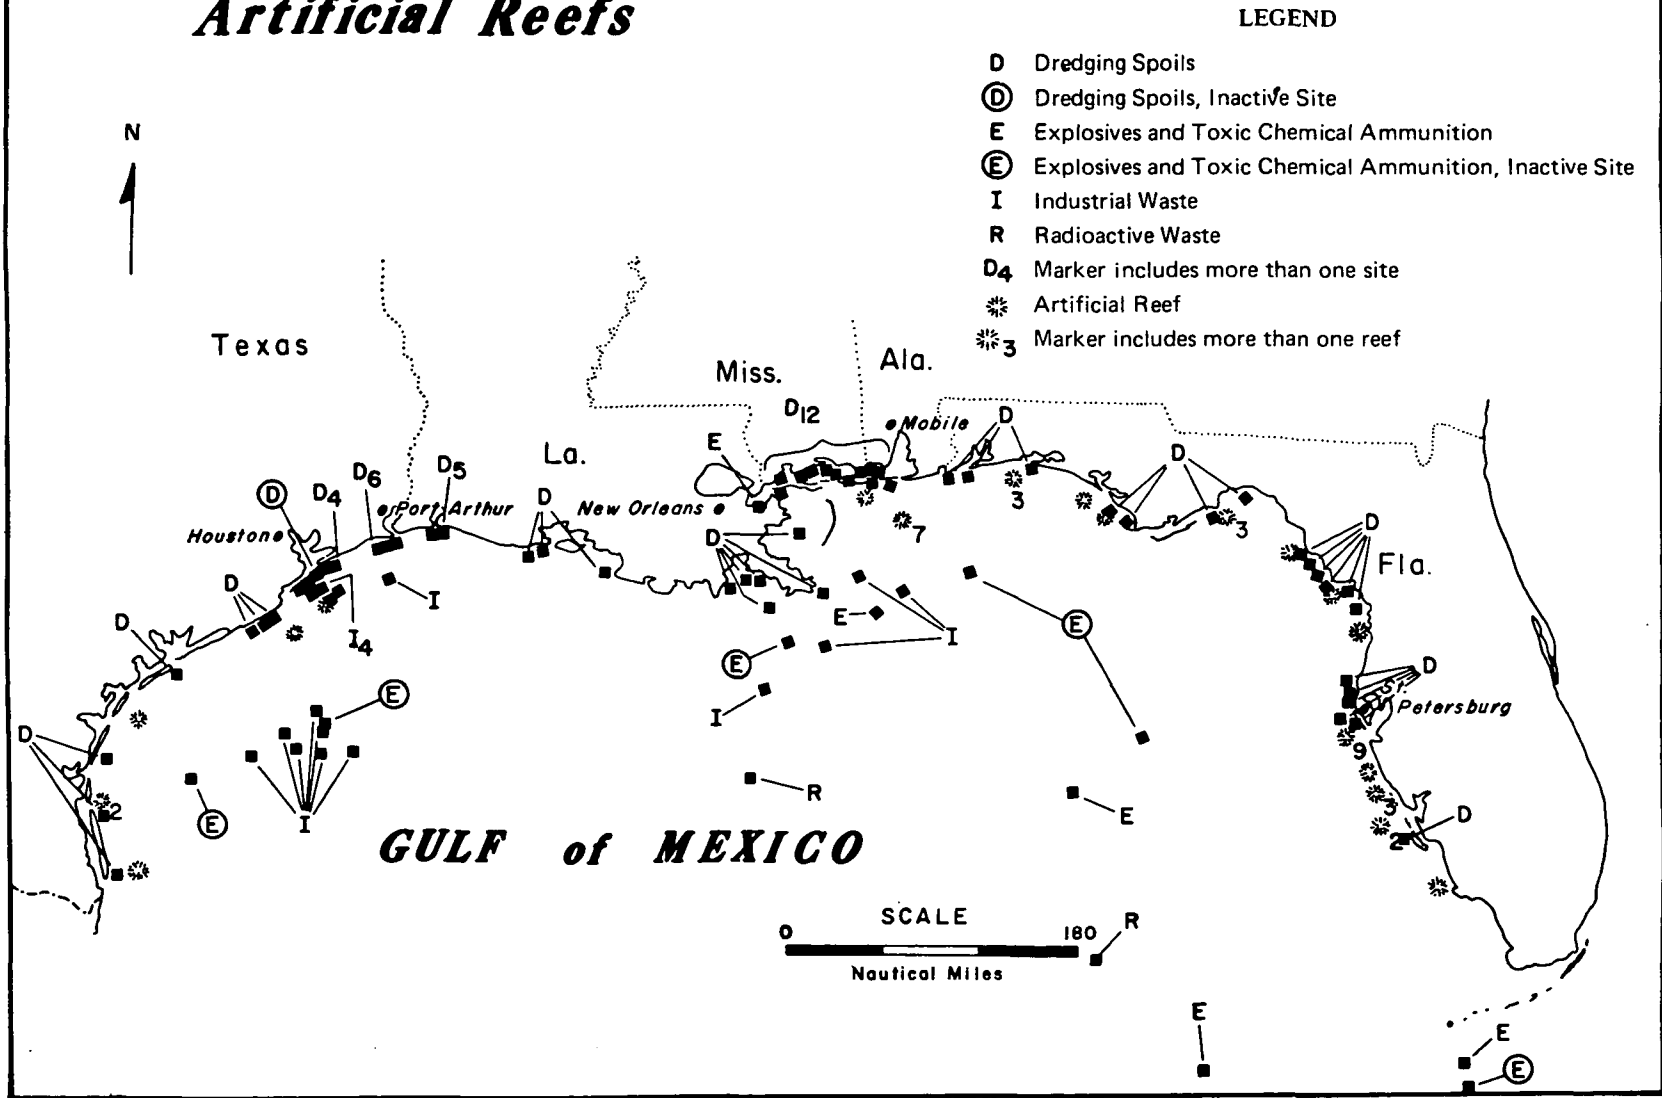 Artificial Reefs
LEGEND
D Dredging Spoils
D Dredging Spoils, Inactive Site
E Explosives and Toxic Chemical Ammunition
E Explosives and Toxic Chemical Ammunition, Inactive Site
I Industrial Waste
R Radioactive Waste
D4 Marker includes more than one site
Artificial Reef
3 Marker includes more than one reef
N
Texas
Miss.
Ala.
D12
D
Mobile
E
La.
D
D6
D5
D
D4
D
Port Arthur
New Orleans
3
Houston
7
3
D
D
Fla.
D
I
D
E
I
E
I4
D
E
E
D
St.
Petersburg
I
D
9
R
E
3
D
2
E
I
2
GULF of MEXICO
SCALE
0 180
Nautical Miles
R
E
E
E